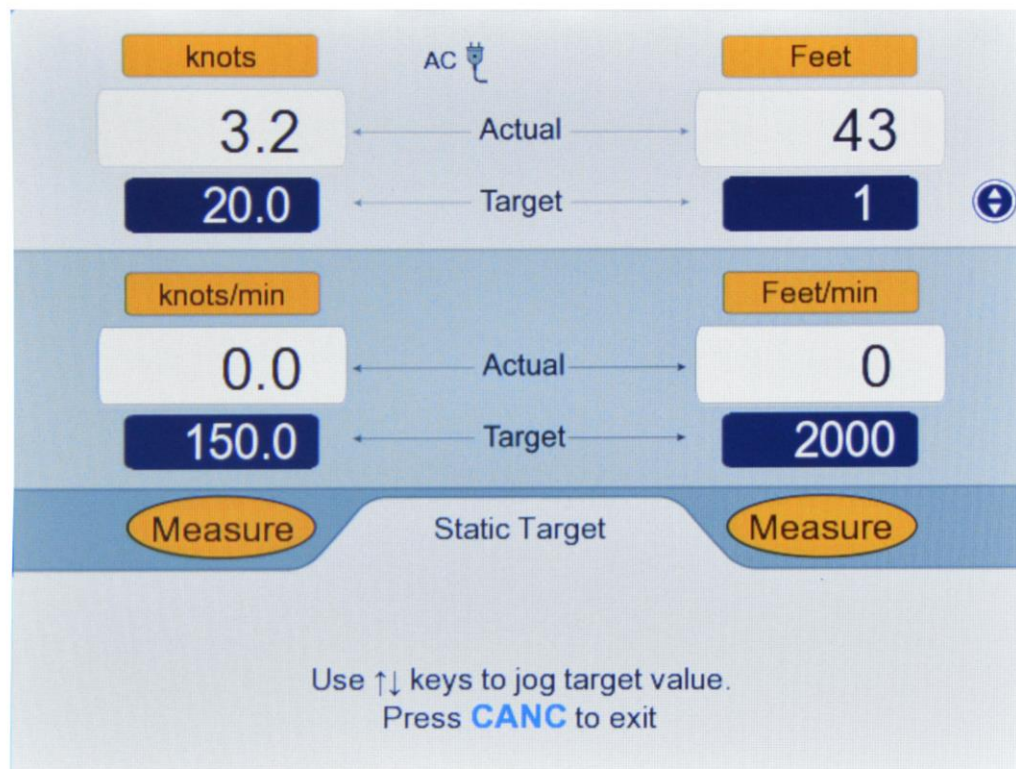 knots AC Feet
3.2 Actual 43
20.0 Target 1
knots/min Feet/min
0.0 Actual 0
150.0 Target 2000
Measure Static Target Measure
Use ↑↓ keys to jog target value.
Press CANC to exit